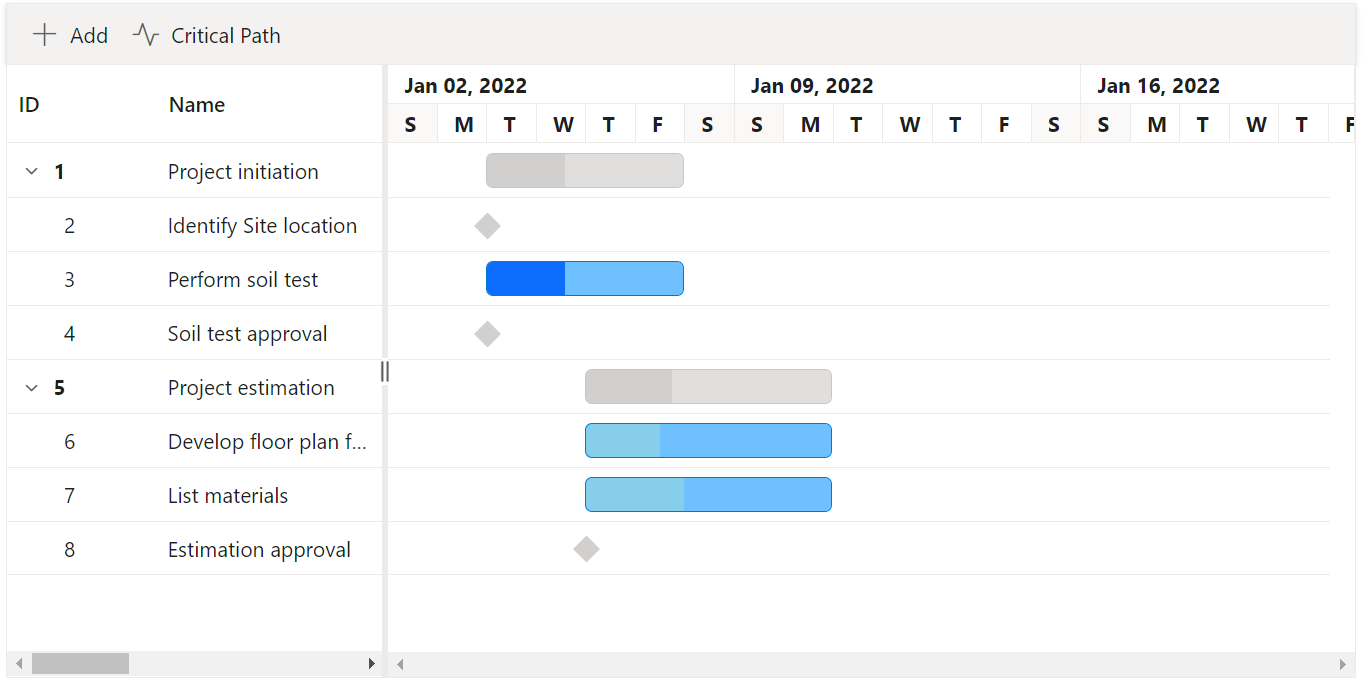 Add Critical Path
ID Name Jan 02, 2022 Jan 09, 2022 Jan 16, 2022
S M T W T F S S M T W T F S S M T W T F
1 Project initiation
2 Identify Site location
3 Perform soil test
4 Soil test approval
5 Project estimation
6 Develop floor plan f...
7 List materials
8 Estimation approval